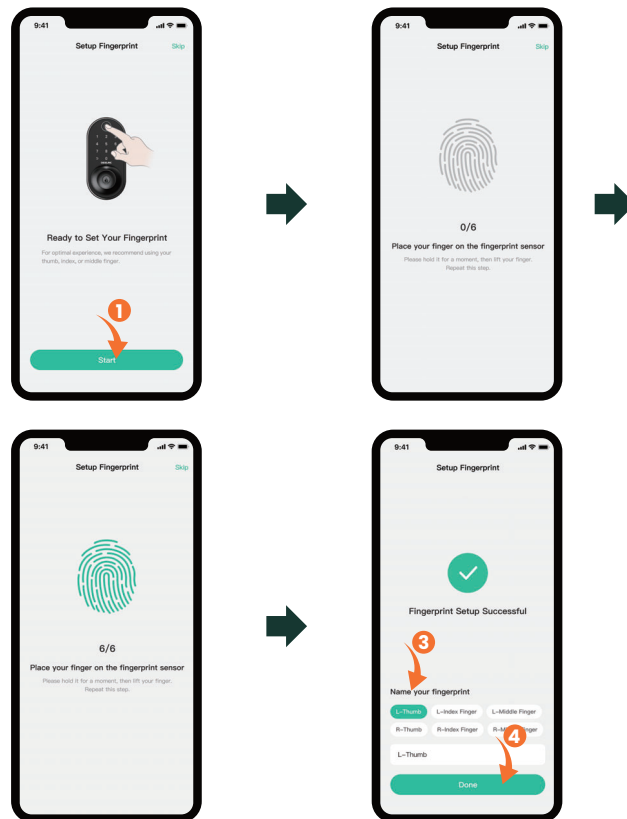 9:41
Setup Fingerprint
Skip
Ready to Set Your Fingerprint
For optimal experience, we recommend using your
thumb, index, or middle finger.
1
Start
9:41
Setup Fingerprint
Skip
0/6
Place your finger on the fingerprint sensor
Please hold it for a moment, then lift your finger.
Repeat this step.
9:41
Setup Fingerprint
Skip
6/6
Place your finger on the fingerprint sensor
Please hold it for a moment, then lift your finger.
Repeat this step.
9:41
Setup Fingerprint
Fingerprint Setup Successful
3
Name your fingerprint
L-Thumb L-Index Finger L-Middle Finger
R-Thumb R-Index Finger
4
L-Thumb
Done